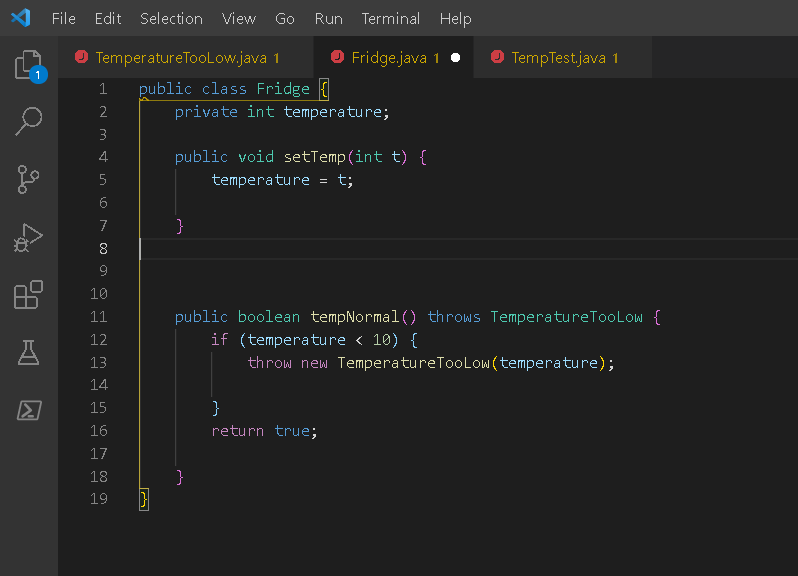 File Edit Selection View Go Run Terminal Help
TemperatureTooLow.java 1 Fridge.java 1 TempTest.java 1
1
1 public class Fridge {
2 private int temperature;
3
4 public void setTemp(int t) {
5 temperature = t;
6
7 }
8
9
10
11 public boolean tempNormal() throws TemperatureTooLow {
12 if (temperature < 10) {
13 throw new TemperatureTooLow(temperature);
14
15 }
16 return true;
17
18 }
19 }